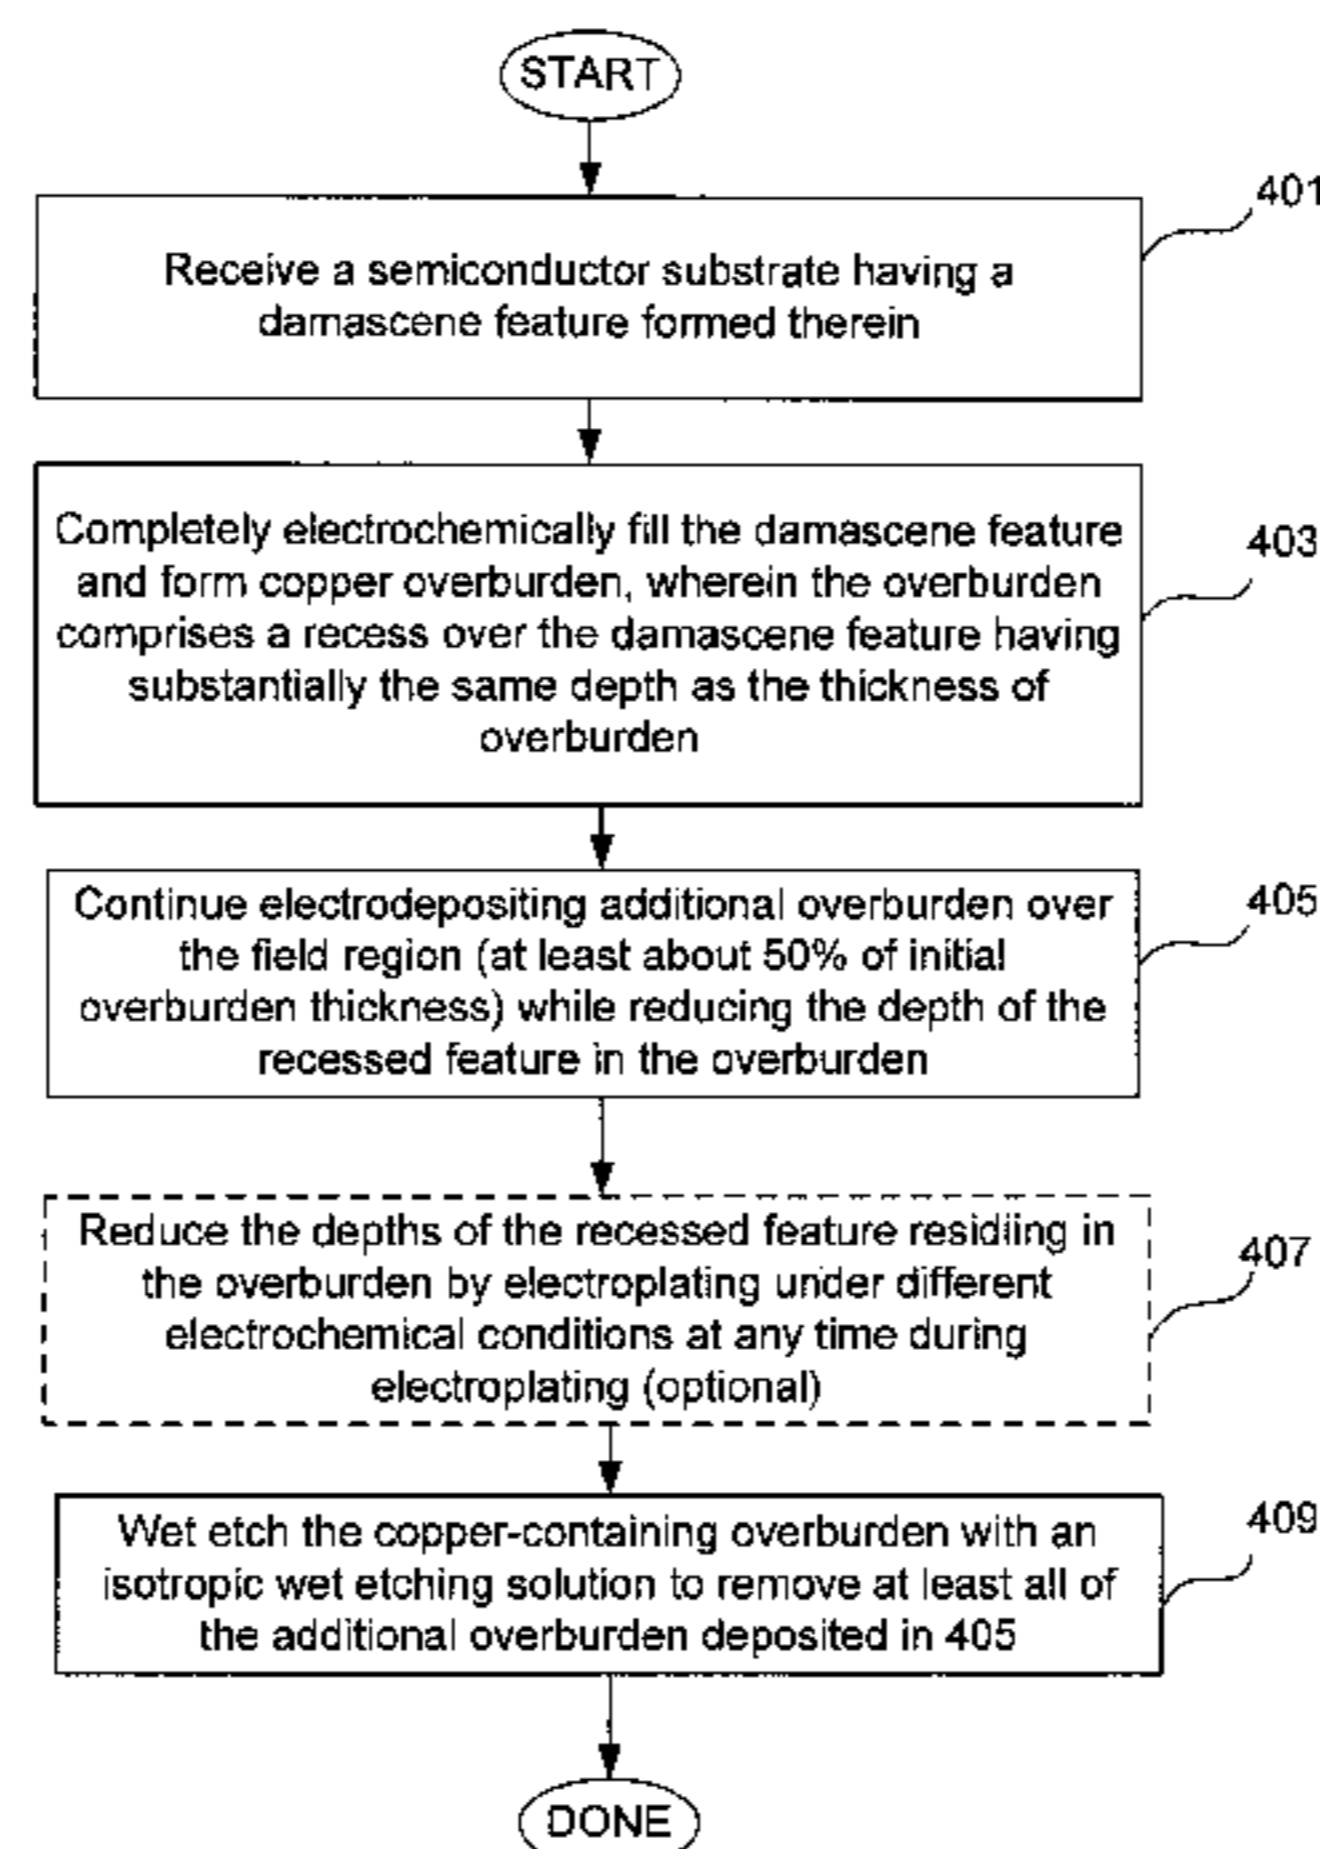 START
401
Receive a semiconductor substrate having a
damascene feature formed therein
403
Completely electrochemically fill the damascene feature
and form copper overburden, wherein the overburden
comprises a recess over the damascene feature having
substantially the same depth as the thickness of
overburden
405
Continue electrodepositing additional overburden over
the field region (at least about 50% of initial
overburden thickness) while reducing the depth of the
recessed feature in the overburden
407
Reduce the depths of the recessed feature residiing in
the overburden by electroplating under different
electrochemical conditions at any time during
electroplating (optional)
409
Wet etch the copper-containing overburden with an
isotropic wet etching solution to remove at least all of
the additional overburden deposited in 405
DONE